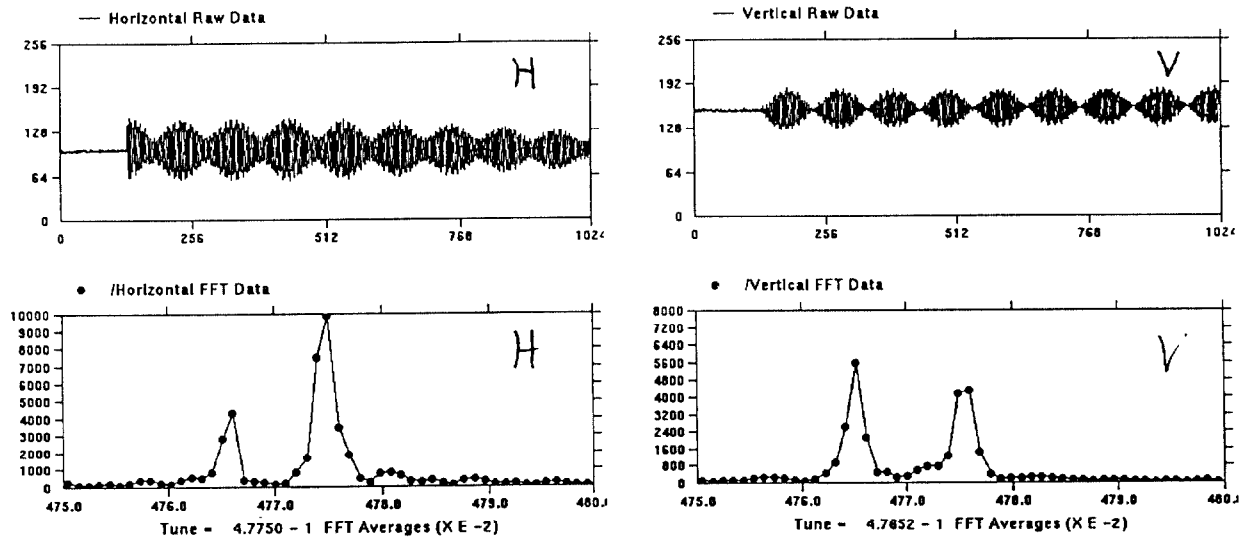 Horizontal Raw Data
256
192
128
64
0
0 256 512 768 1024
H
Vertical Raw Data
256
192
128
64
0
0 256 512 768 1024
V
/Horizontal FFT Data
10000
9000
8000
7000
6000
5000
4000
3000
2000
1000
0
475.0 476.0 477.0 478.0 479.0 480.
Tune = 4.7750 - 1 FFT Averages (X E -2)
H
/Vertical FFT Data
8000
7200
6400
5600
4800
4000
3200
2400
1600
800
0
475.0 476.0 477.0 478.0 479.0 480.
Tune = 4.7652 - 1 FFT Averages (X E -2)
V